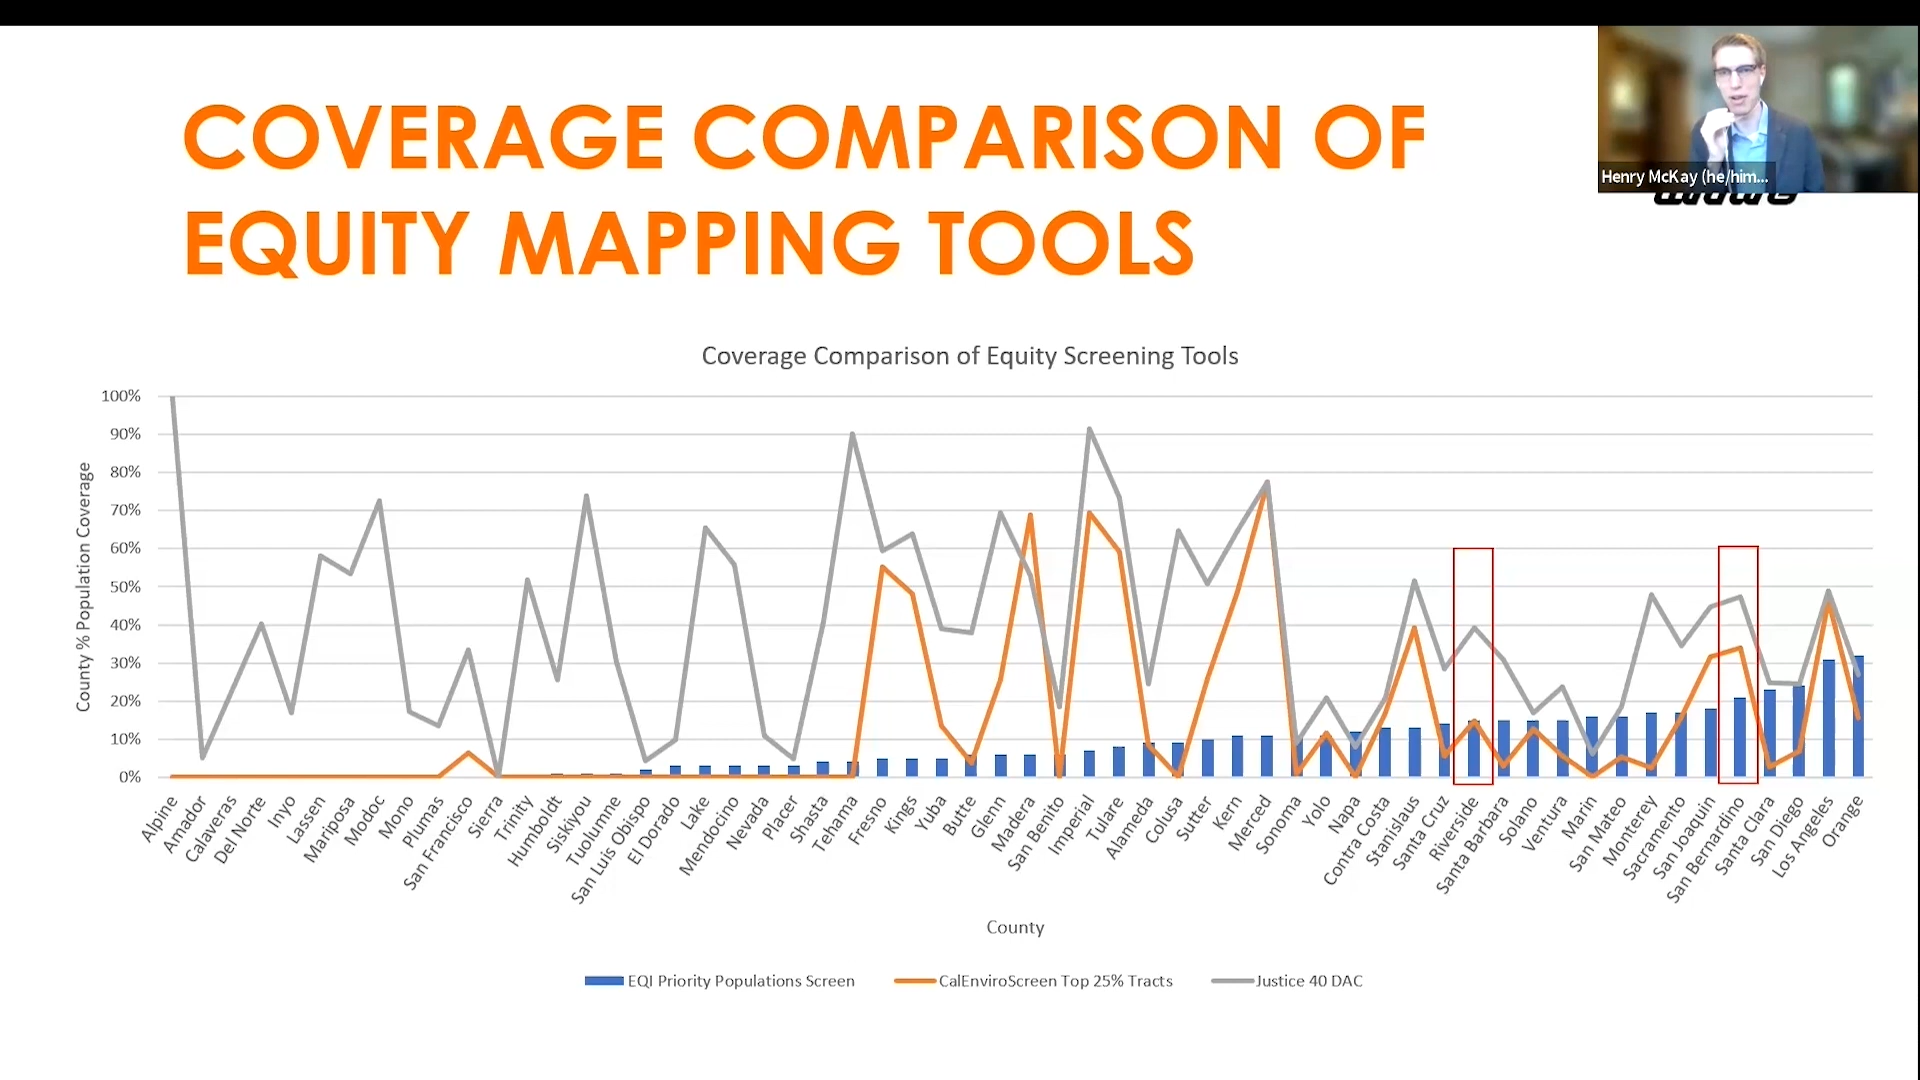 COVERAGE COMPARISON OF
EQUITY MAPPING TOOLS
Henry McKay (he/him...
Coverage Comparison of Equity Screening Tools
County % Population Coverage
100%
90%
80%
70%
60%
50%
40%
30%
20%
10%
0%
Alpine
Amador
Calaveras
Del Norte
Inyo
Lassen
Mariposa
Modoc
Mono
Plumas
San Francisco
Sierra
Trinity
Humboldt
Siskiyou
Tuolumne
San Luis Obispo
El Dorado
Lake
Mendocino
Nevada
Placer
Shasta
Tehama
Fresno
Kings
Yuba
Butte
Glenn
Madera
San Benito
Imperial
Tulare
Alameda
Colusa
Sutter
Kern
Merced
Sonoma
Yolo
Napa
Contra Costa
Stanislaus
Santa Cruz
Riverside
Santa Barbara
Solano
Ventura
Marin
San Mateo
Monterey
Sacramento
San Joaquin
San Bernardino
Santa Clara
San Diego
Los Angeles
Orange
County
EQI Priority Populations Screen
CalEnviroScreen Top 25% Tracts
Justice 40 DAC